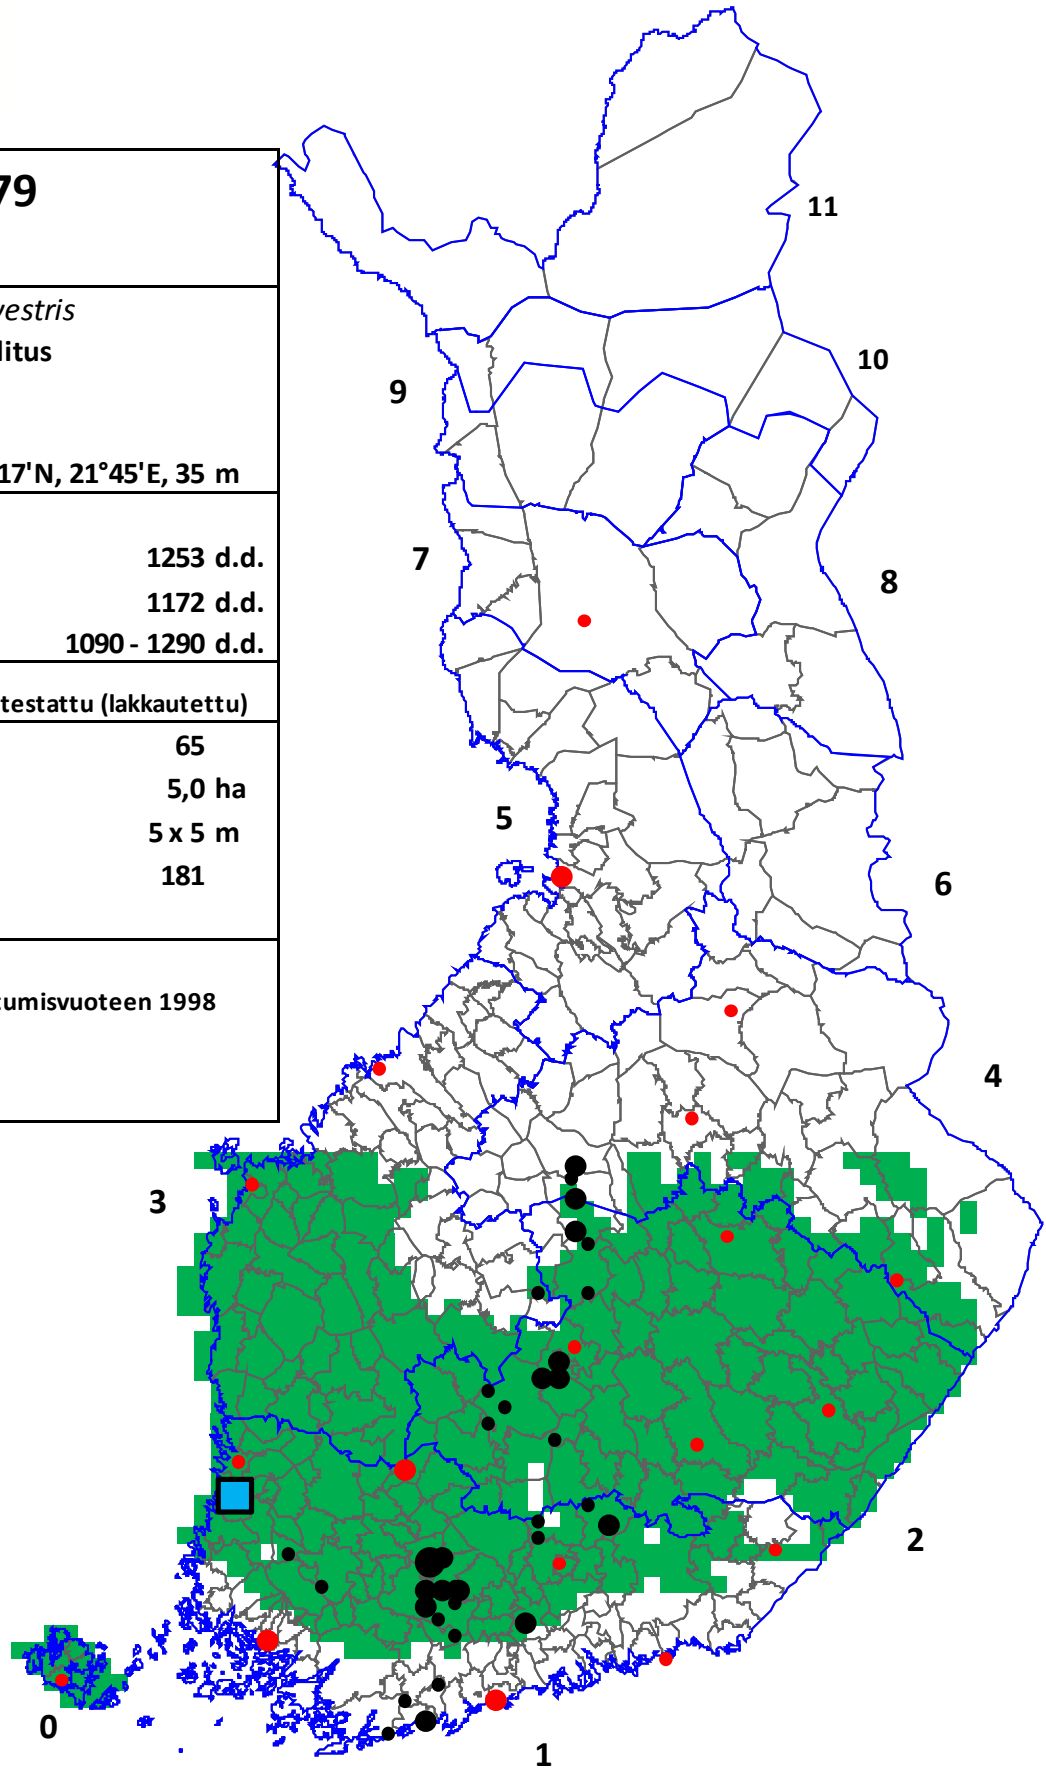 79
vestris
litus
17'N, 21°45'E, 35 m
1253 d.d.
1172 d.d.
1090 - 1290 d.d.
testattu (lakkautettu)
65
5,0 ha
5 x 5 m
181
tumisvuoteen 1998
11
10
9
7
8
5
6
4
3
2
0
1